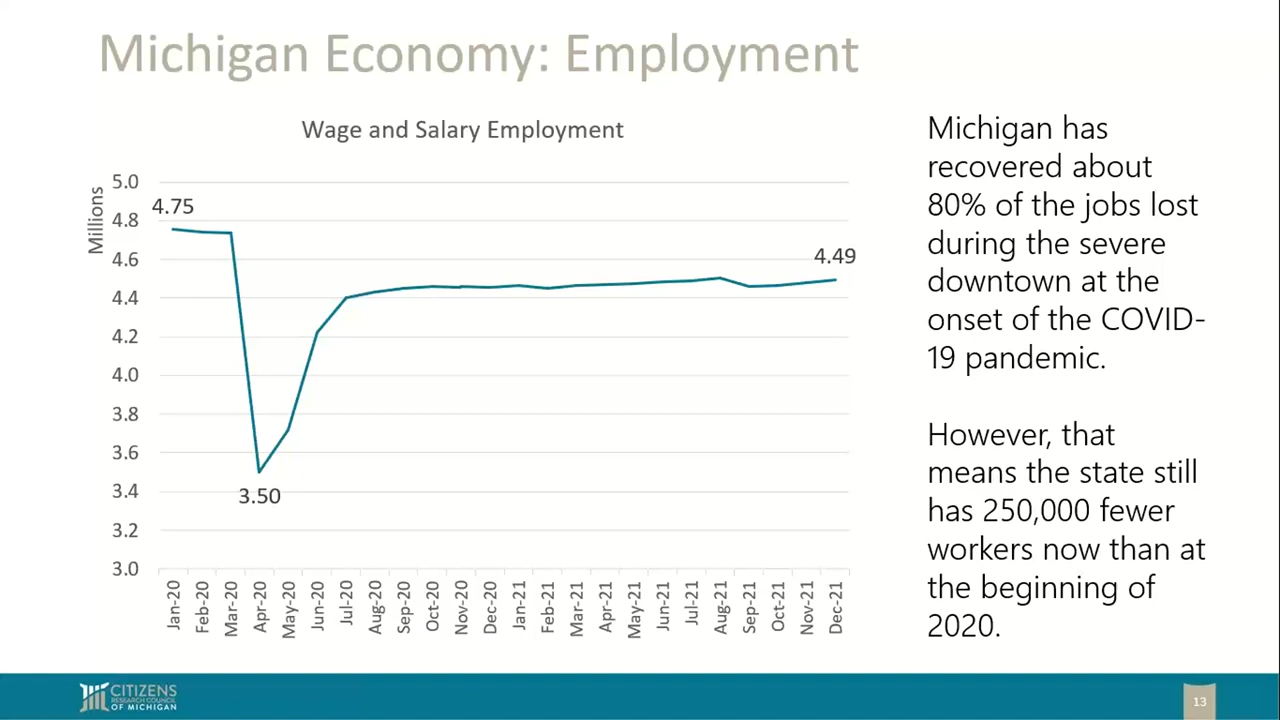 Michigan Economy: Employment
Wage and Salary Employment
Millions
5.0
4.8
4.6
4.4
4.2
4.0
3.8
3.6
3.4
3.2
3.0
4.75
3.50
4.49
Jan-20
Feb-20
Mar-20
Apr-20
May-20
Jun-20
Jul-20
Aug-20
Sep-20
Oct-20
Nov-20
Dec-20
Jan-21
Feb-21
Mar-21
Apr-21
May-21
Jun-21
Jul-21
Aug-21
Sep-21
Oct-21
Nov-21
Dec-21
Michigan has
recovered about
80% of the jobs lost
during the severe
downtown at the
onset of the COVID-
19 pandemic.
However, that
means the state still
has 250,000 fewer
workers now than at
the beginning of
2020.
CITIZENS
RESEARCH COUNCIL
OF MICHIGAN
13